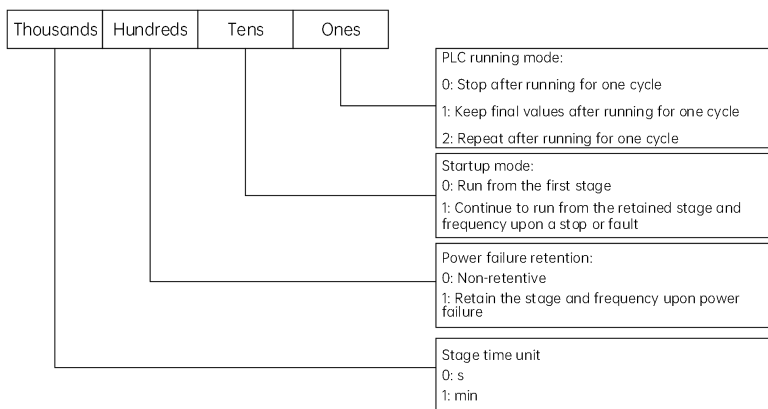 Thousands Hundreds Tens Ones
PLC running mode:
0: Stop after running for one cycle
1: Keep final values after running for one cycle
2: Repeat after running for one cycle
Startup mode:
0: Run from the first stage
1: Continue to run from the retained stage and
frequency upon a stop or fault
Power failure retention:
0: Non-retentive
1: Retain the stage and frequency upon power
failure
Stage time unit
0: s
1: min